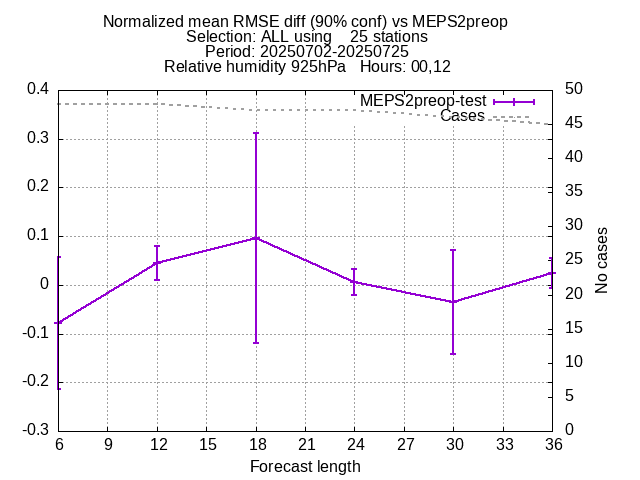 Normalized mean RMSE diff (90% conf) vs MEPS2preop
Selection: ALL using    25 stations
Period: 20250702-20250725
Relative humidity 925hPa   Hours: 00,12
MEPS2preop-test
Cases
0.4
0.3
0.2
0.1
0
-0.1
-0.2
-0.3
50
45
40
35
30
25
20
15
10
5
0
No cases
6 9 12 15 18 21 24 27 30 33 36
Forecast length